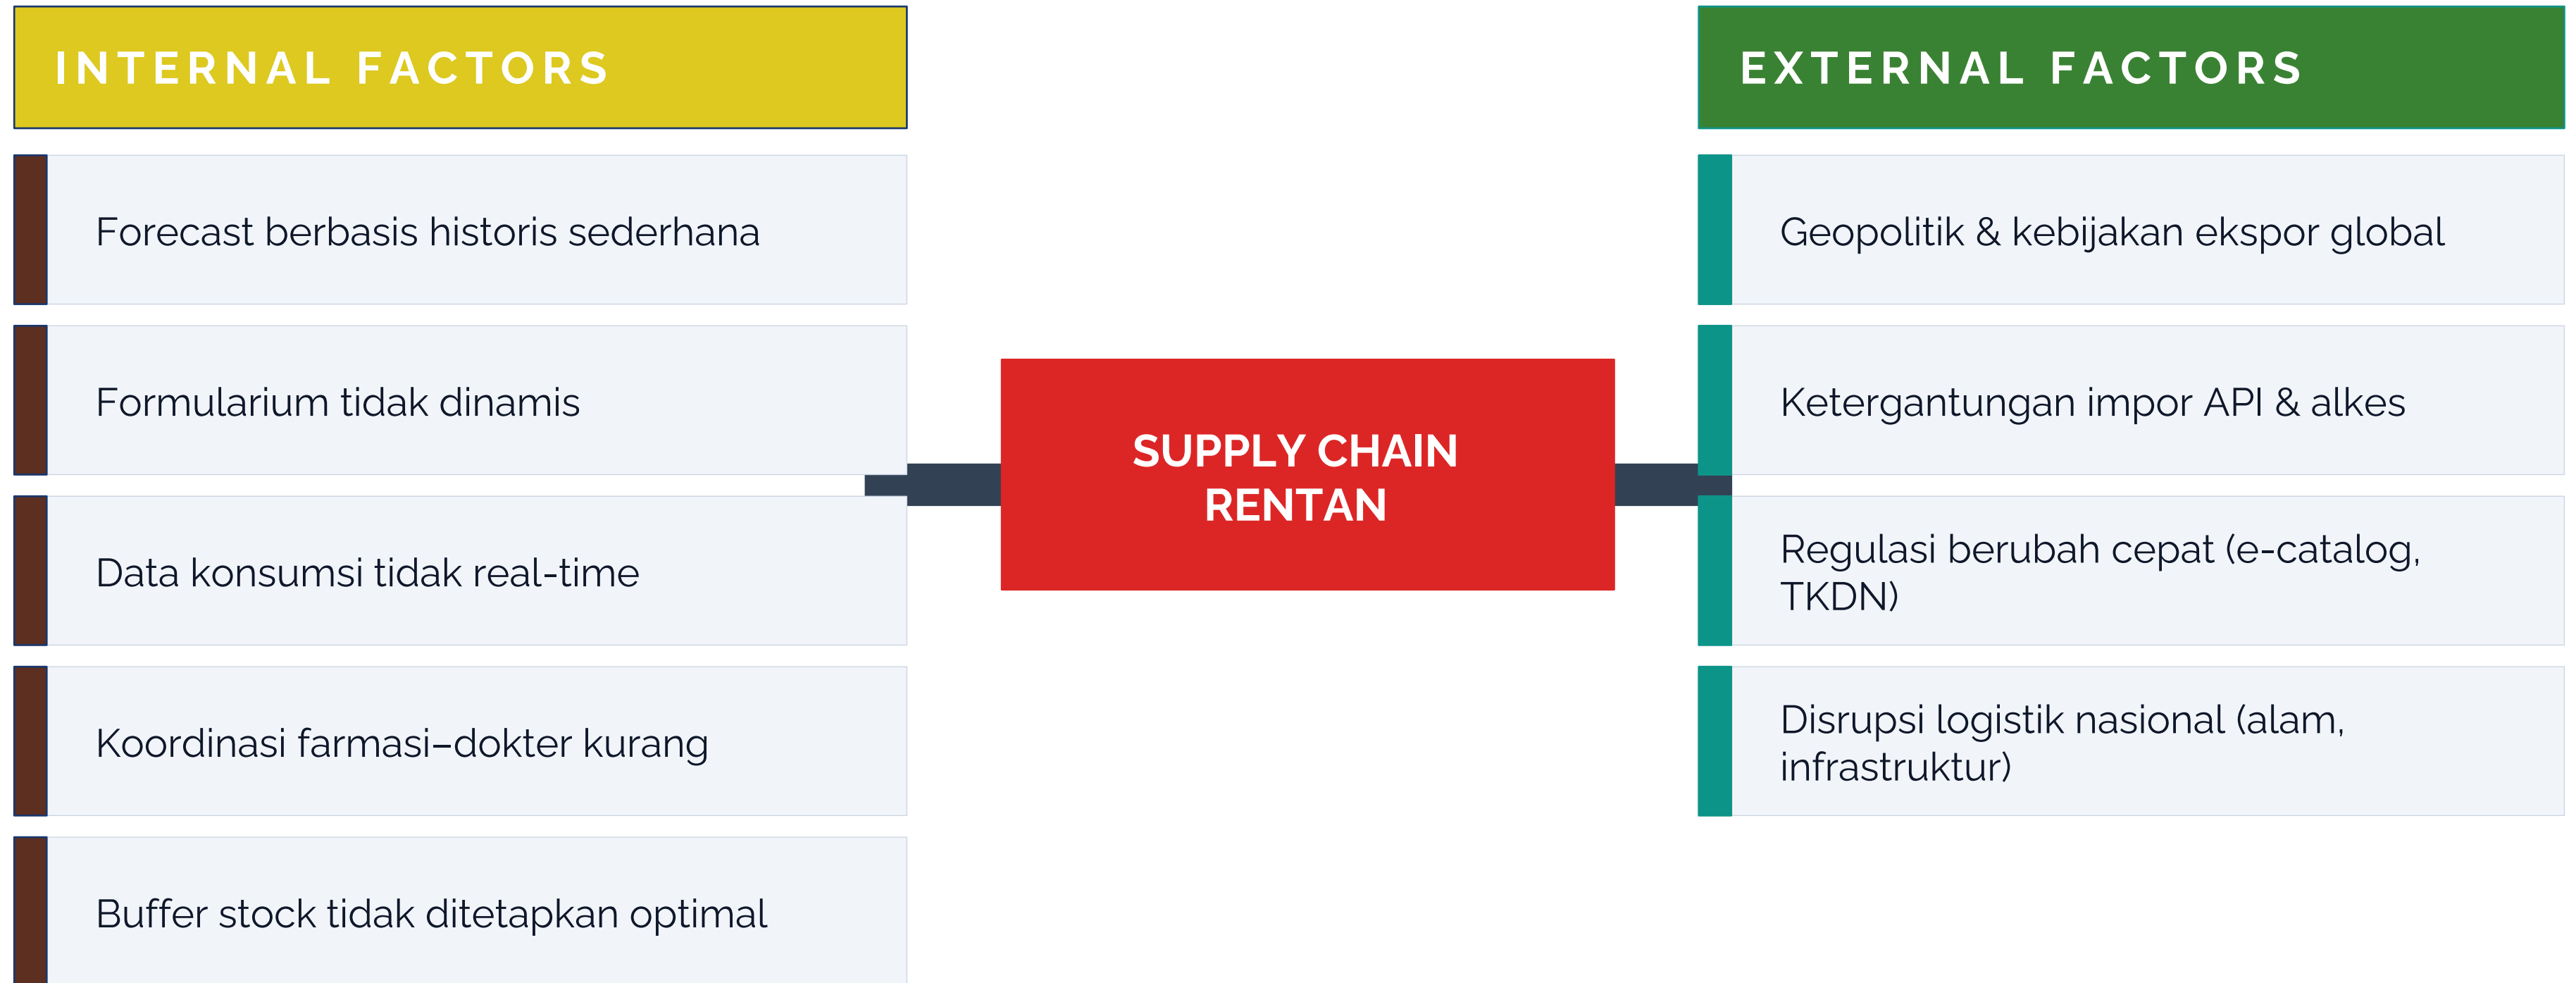 INTERNAL FACTORS
Forecast berbasis historis sederhana
Formularium tidak dinamis
Data konsumsi tidak real-time
Koordinasi farmasi–dokter kurang
Buffer stock tidak ditetapkan optimal
SUPPLY CHAIN
RENTAN
EXTERNAL FACTORS
Geopolitik & kebijakan ekspor global
Ketergantungan impor API & alkes
Regulasi berubah cepat (e-catalog,
TKDN)
Disrupsi logistik nasional (alam,
infrastruktur)